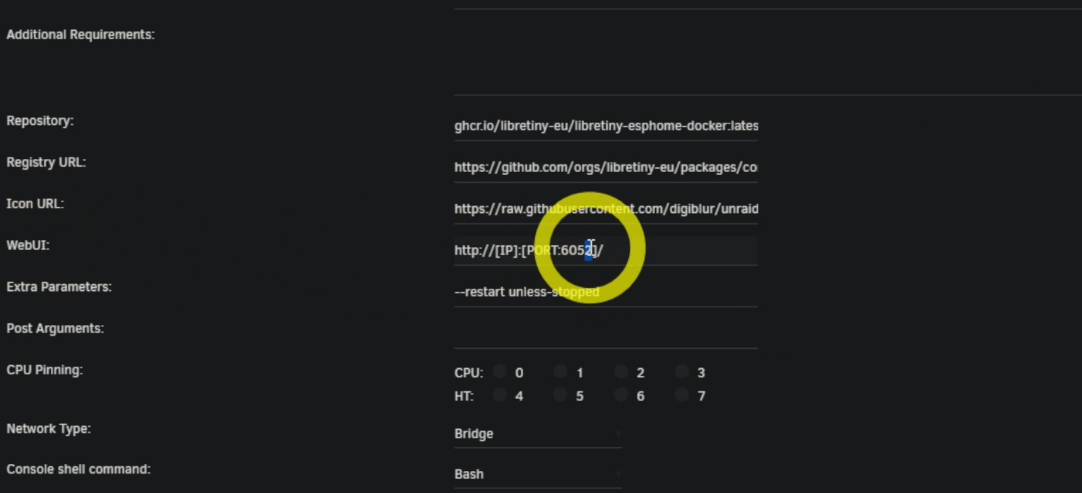 Additional Requirements:
Repository: ghcr.io/libretiny-eu/libretiny-esphome-docker:lates
Registry URL: https://github.com/orgs/libretiny-eu/packages/co
Icon URL: https://raw.githubusercontent.com/digiblur/unraid
WebUI: http://[IP]:[PORT:6052]/
Extra Parameters: --restart unless-stopped
Post Arguments:
CPU Pinning: CPU: 0 1 2 3
HT: 4 5 6 7
Network Type: Bridge
Console shell command: Bash